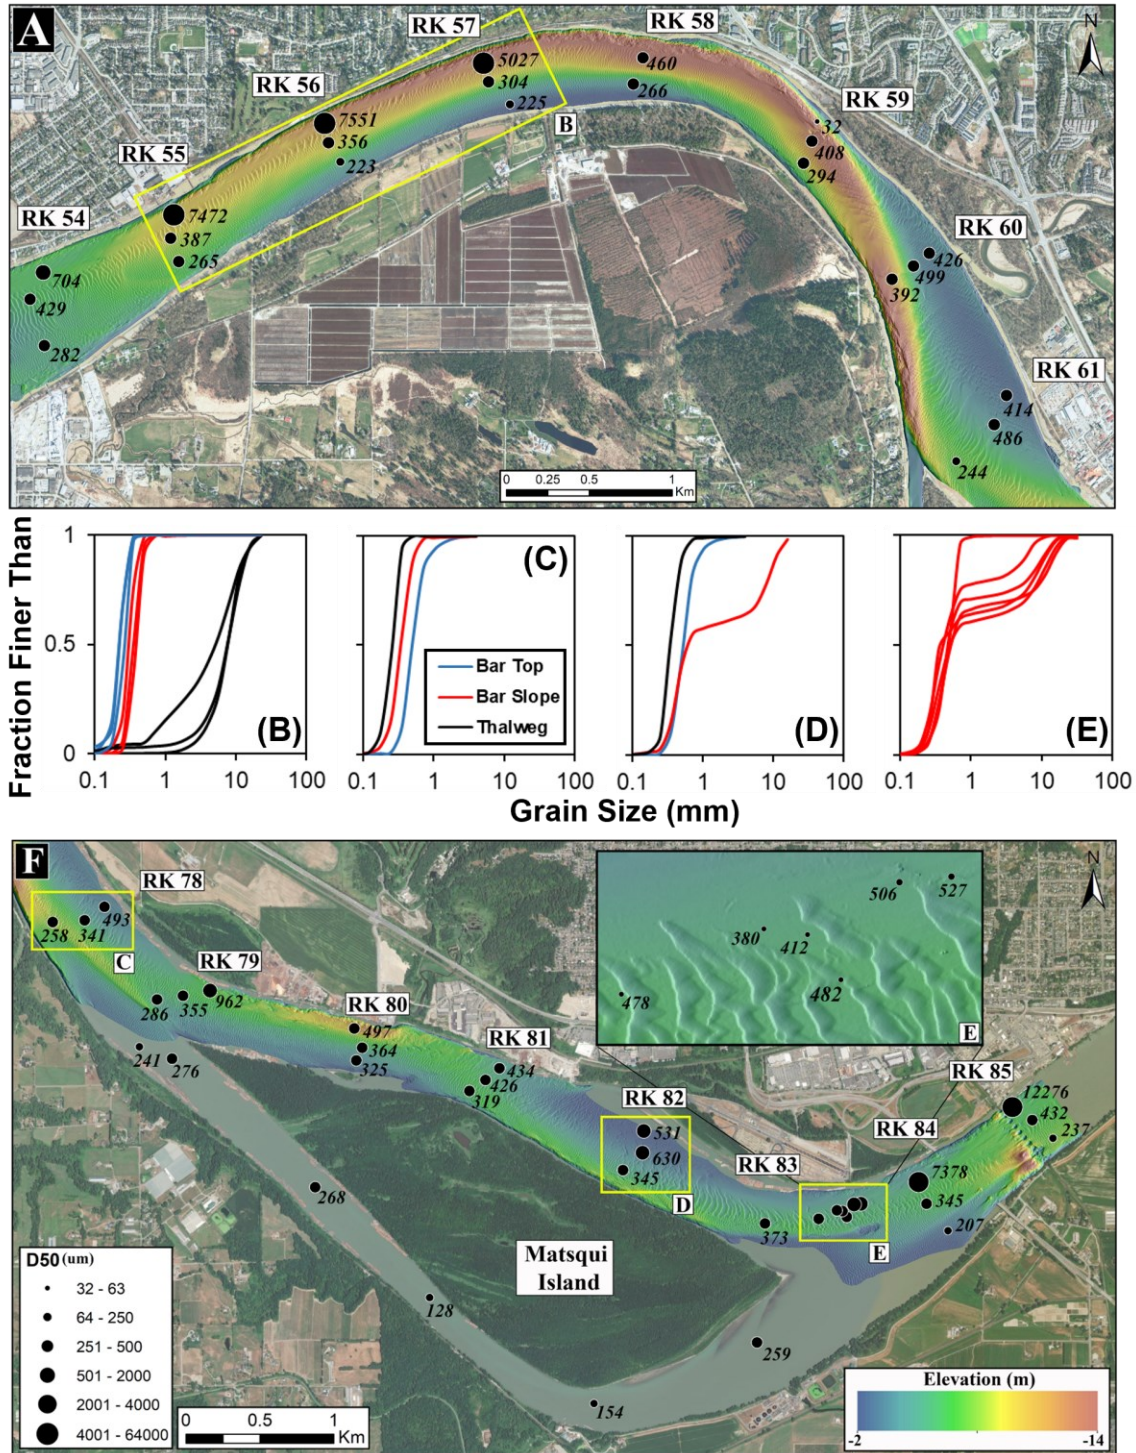 A
RK 57
RK 58
N
5027
460
RK 56
304
266
225
RK 59
B
7551
32
RK 55
356
408
223
294
RK 54
7472
387
RK 60
265
426
499
704
392
429
RK 61
282
414
486
244
0 0.25 0.5 1
Km
Fraction Finer Than
1
0.5
0
(B)
(C)
(D)
(E)
Bar Top
Bar Slope
Thalweg
0.1 1 10 100
0.1 1 10 100
0.1 1 10 100
0.1 1 10 100
Grain Size (mm)
F
N
RK 78
493
258
341
C
RK 79
286
355
962
RK 80
497
364
325
241
276
RK 81
434
426
319
506
527
380
412
482
478
E
RK 85
12276
432
237
RK 82
531
630
345
D
RK 84
7378
345
207
RK 83
373
E
268
Matsqui
Island
128
259
154
D50 (um)
32 - 63
64 - 250
251 - 500
501 - 2000
2001 - 4000
4001 - 64000
0 0.5 1
Km
Elevation (m)
-2 -14